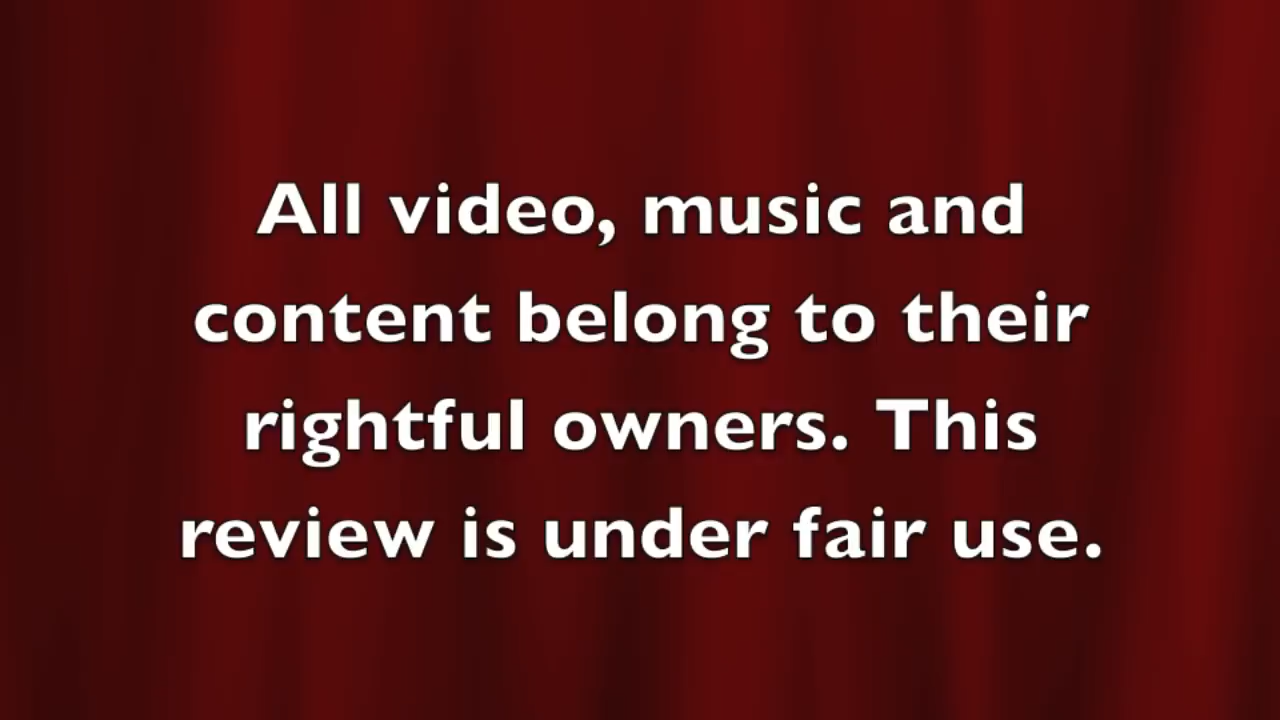 All video, music and
content belong to their
rightful owners. This
review is under fair use.